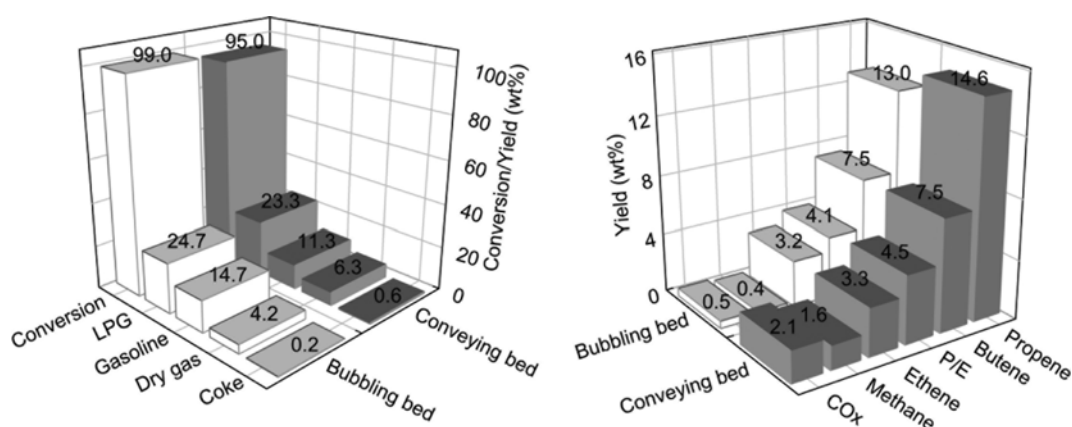 99.0
95.0
24.7
23.3
14.7
11.3
4.2
6.3
0.2
0.6
100
80
60
40
20
0
Conversion/Yield (wt%)
Conversion
LPG
Gasoline
Dry gas
Coke
Bubbling bed
Conveying bed
16
12
8
4
0
Yield (wt%)
13.0
14.6
7.5
7.5
4.1
4.5
3.2
3.3
0.4
1.6
0.5
2.1
Bubbling bed
Conveying bed
COx
Methane
Ethene
P/E
Butene
Propene